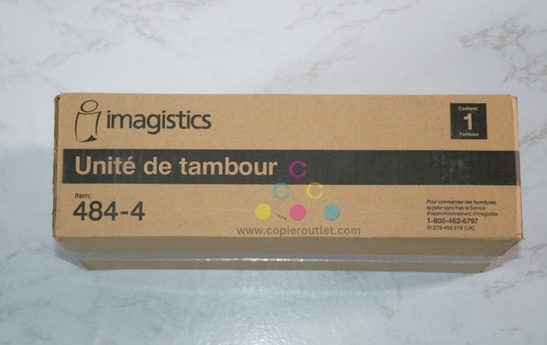 imagistics
Contient:
1
Tambour
Unité de tambour
Item:
484-4
C
C C
www.copieroutlet.com
Pour commander des fournitures,
appeler sans frais le Service
d'approvisionnement d'Imagistics
1-800-462-6797